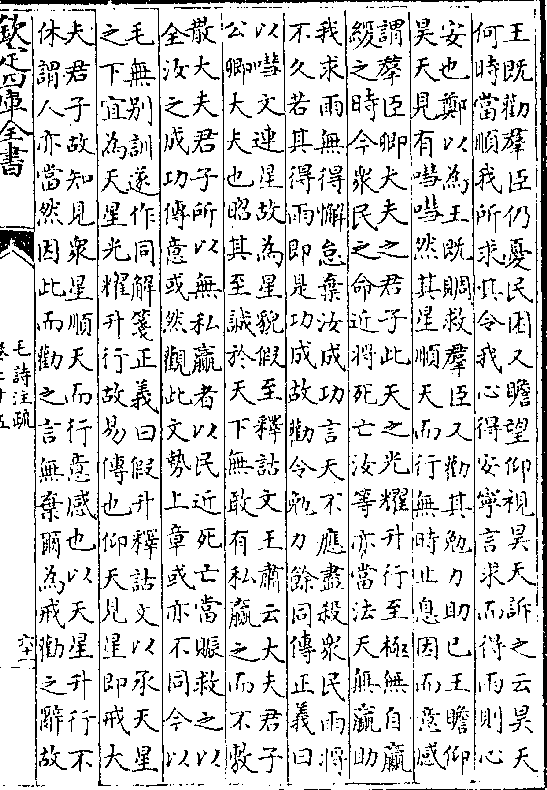 王既勸羣臣仍憂民困又瞻望仰視昊天訴之云昊天
何時當順我所求其令我心得安寧言求而得雨則心
安也鄭以為王既賙救羣臣又勸其勉力助已王瞻仰
昊天見有嘒嘒然其星順天而行無時止息因而意感
謂羣臣卿大夫之君子此天之光耀升行至極無自贏
緩之時今衆民之命近將死亡汝等亦當法天無贏助
我求雨無得懈怠棄汝成功言天不應盡殺衆民雨將
不久若其得雨即是功成故勸令勉力餘同傳正義曰
以嘒文連星故為星貌假至釋詁文王肅云大夫君子
公卿大夫也昭其至誠於天下無敢有私贏之而不敷
散大夫君子所以無私贏者以民近死亡當賑救之以
全汝之成功傳意或然觀此文勢上章或亦不同今以
毛無别訓遂作同解箋正義曰假升釋詁文以承天星
之下宜為天星光耀升行故易傳也仰天見星即戒大
夫君子故知見衆星順天而行意感也以天星升行不
休謂人亦當然因此而勸之言無棄爾為戒勸之辭故
欽定四庫全書
毛詩注疏
卷二十五
六十一